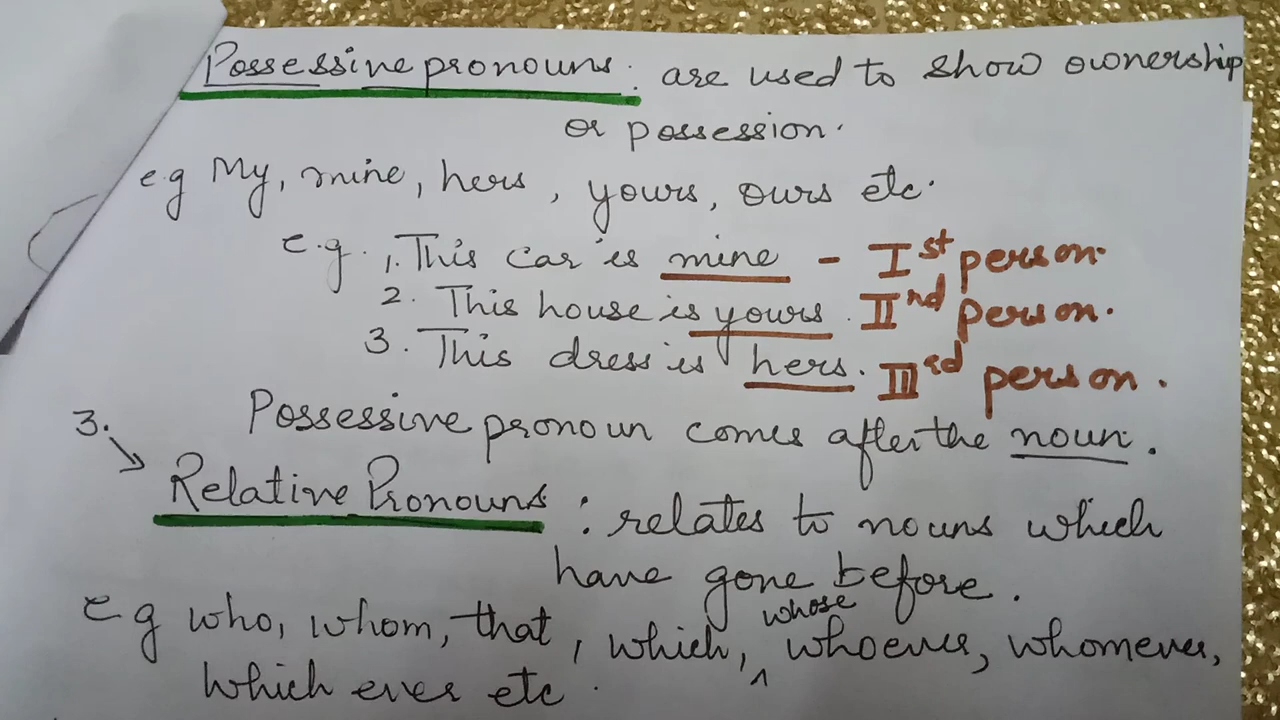 Possessive pronouns: are used to show ownership
or possession.
e.g My, mine, hers, yours, ours etc.
e.g. 1. This car is mine - Ist person.
2. This house is yours. IInd person.
3. This dress is hers. IIIrd person.
Possessive pronoun comes after the noun.
3.
Relative Pronouns : relates to nouns which
have gone before.
e g who, whom, that, which, whose whoever, whomever,
which ever etc.